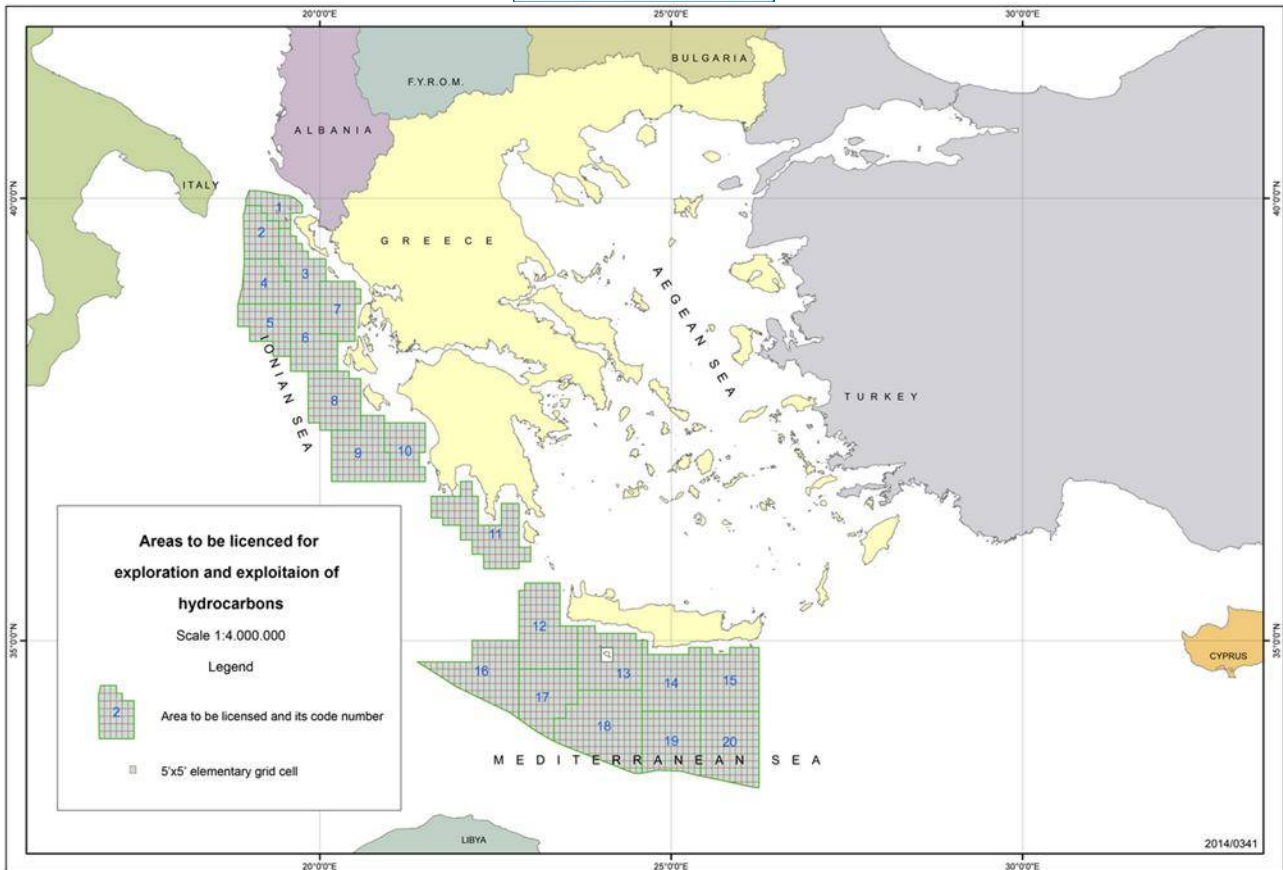 20°0'0"E
25°0'0"E
30°0'0"E
BULGARIA
F.Y.R.O.M.
ALBANIA
ITALY
40°0'0"N
40°0'0"N
GREECE
AEGEAN SEA
TURKEY
IONIAN SEA
1
2
3
4
5
6
7
8
9
10
11
12
13
14
15
16
17
18
19
20
Areas to be licenced for
exploration and exploitaion of
hydrocarbons
Scale 1:4.000.000
Legend
2
Area to be licensed and its code number
5'x5' elementary grid cell
35°0'0"N
35°0'0"N
CYPRUS
MEDITERRANEAN SEA
LIBYA
2014/0341
20°0'0"E
25°0'0"E
30°0'0"E